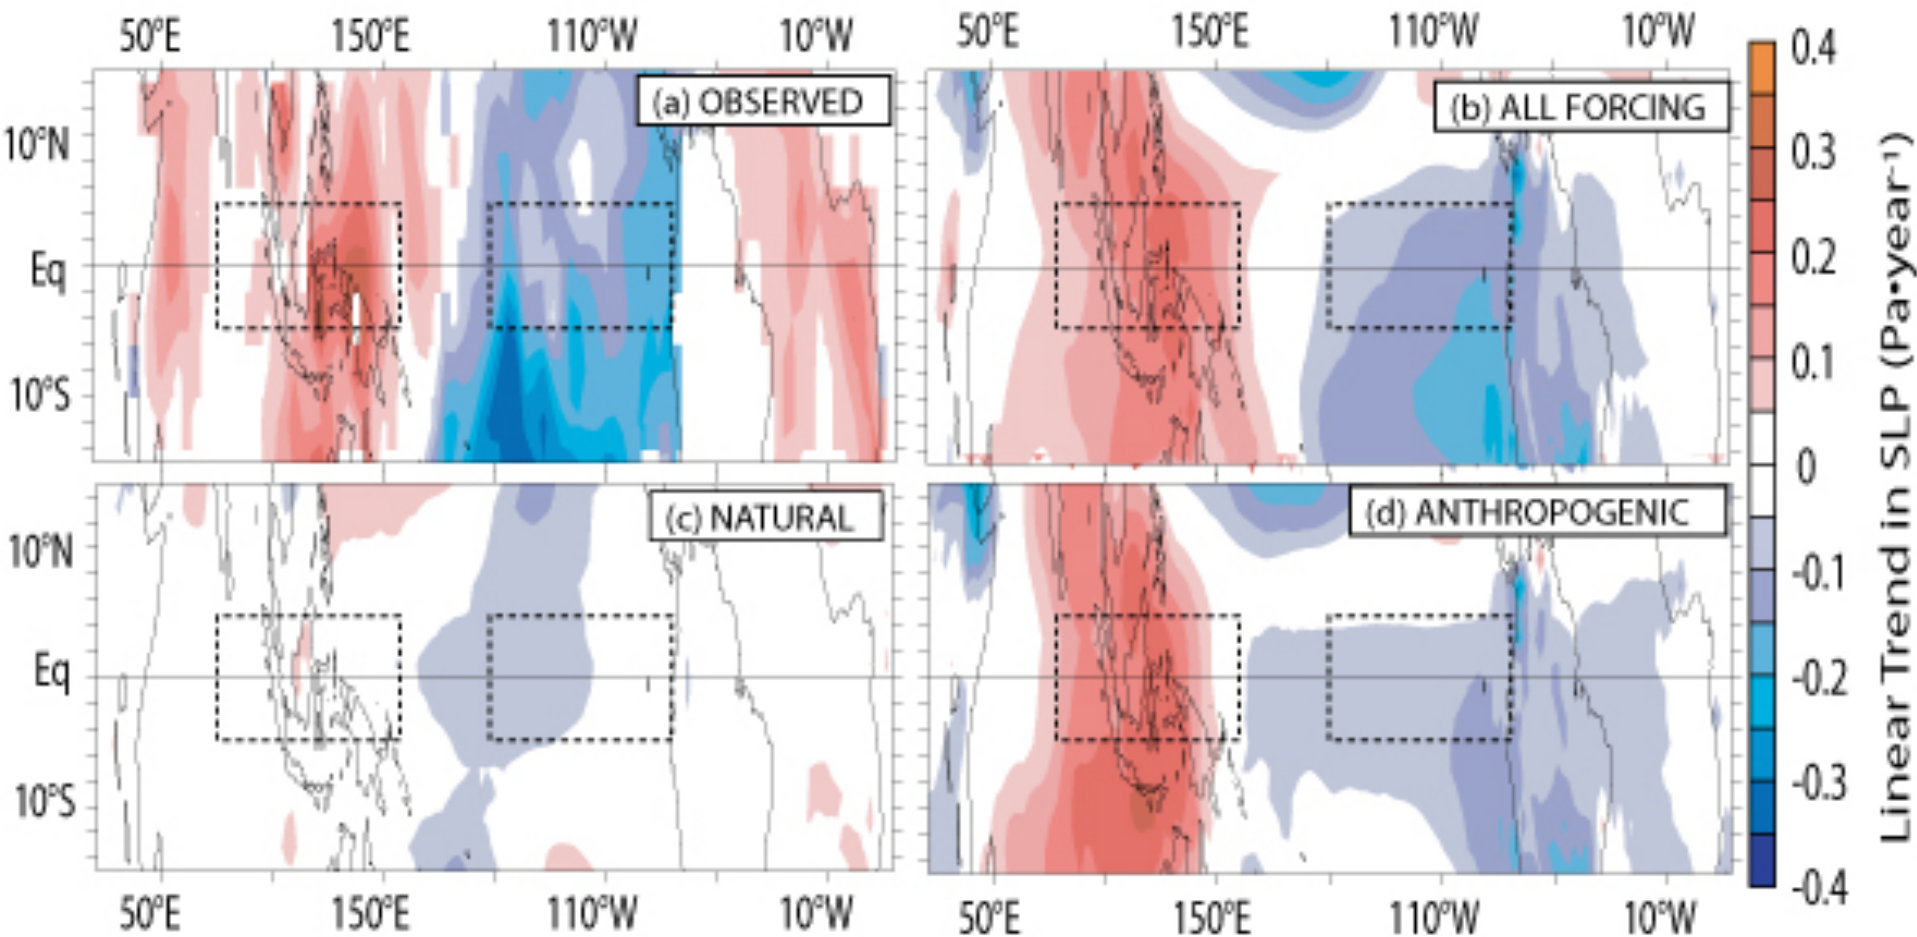 50°E 150°E 110°W 10°W 50°E 150°E 110°W 10°W
(a) OBSERVED
(b) ALL FORCING
10°N
Eq
10°S
(c) NATURAL
(d) ANTHROPOGENIC
10°N
Eq
10°S
50°E 150°E 110°W 10°W 50°E 150°E 110°W 10°W
0.4
0.3
0.2
0.1
0
-0.1
-0.2
-0.3
-0.4
Linear Trend in SLP (Pa•year⁻¹)